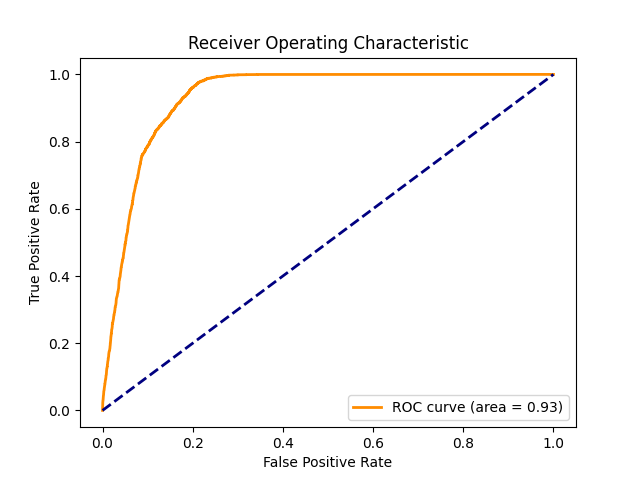 Receiver Operating Characteristic
True Positive Rate
1.0
0.8
0.6
0.4
0.2
0.0
ROC curve (area = 0.93)
0.0 0.2 0.4 0.6 0.8 1.0
False Positive Rate